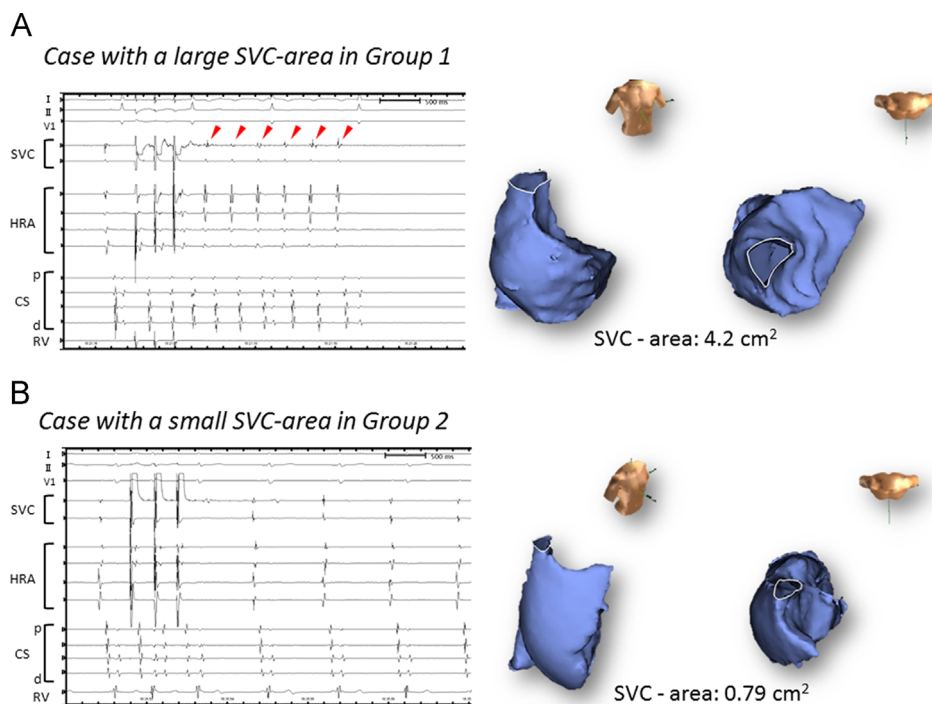 A
Case with a large SVC-area in Group 1
I
II
V1
500 ms
SVC
HRA
p
CS
d
RV
SVC - area: 4.2 cm²
B
Case with a small SVC-area in Group 2
I
II
V1
500 ms
SVC
HRA
p
CS
d
RV
SVC - area: 0.79 cm²